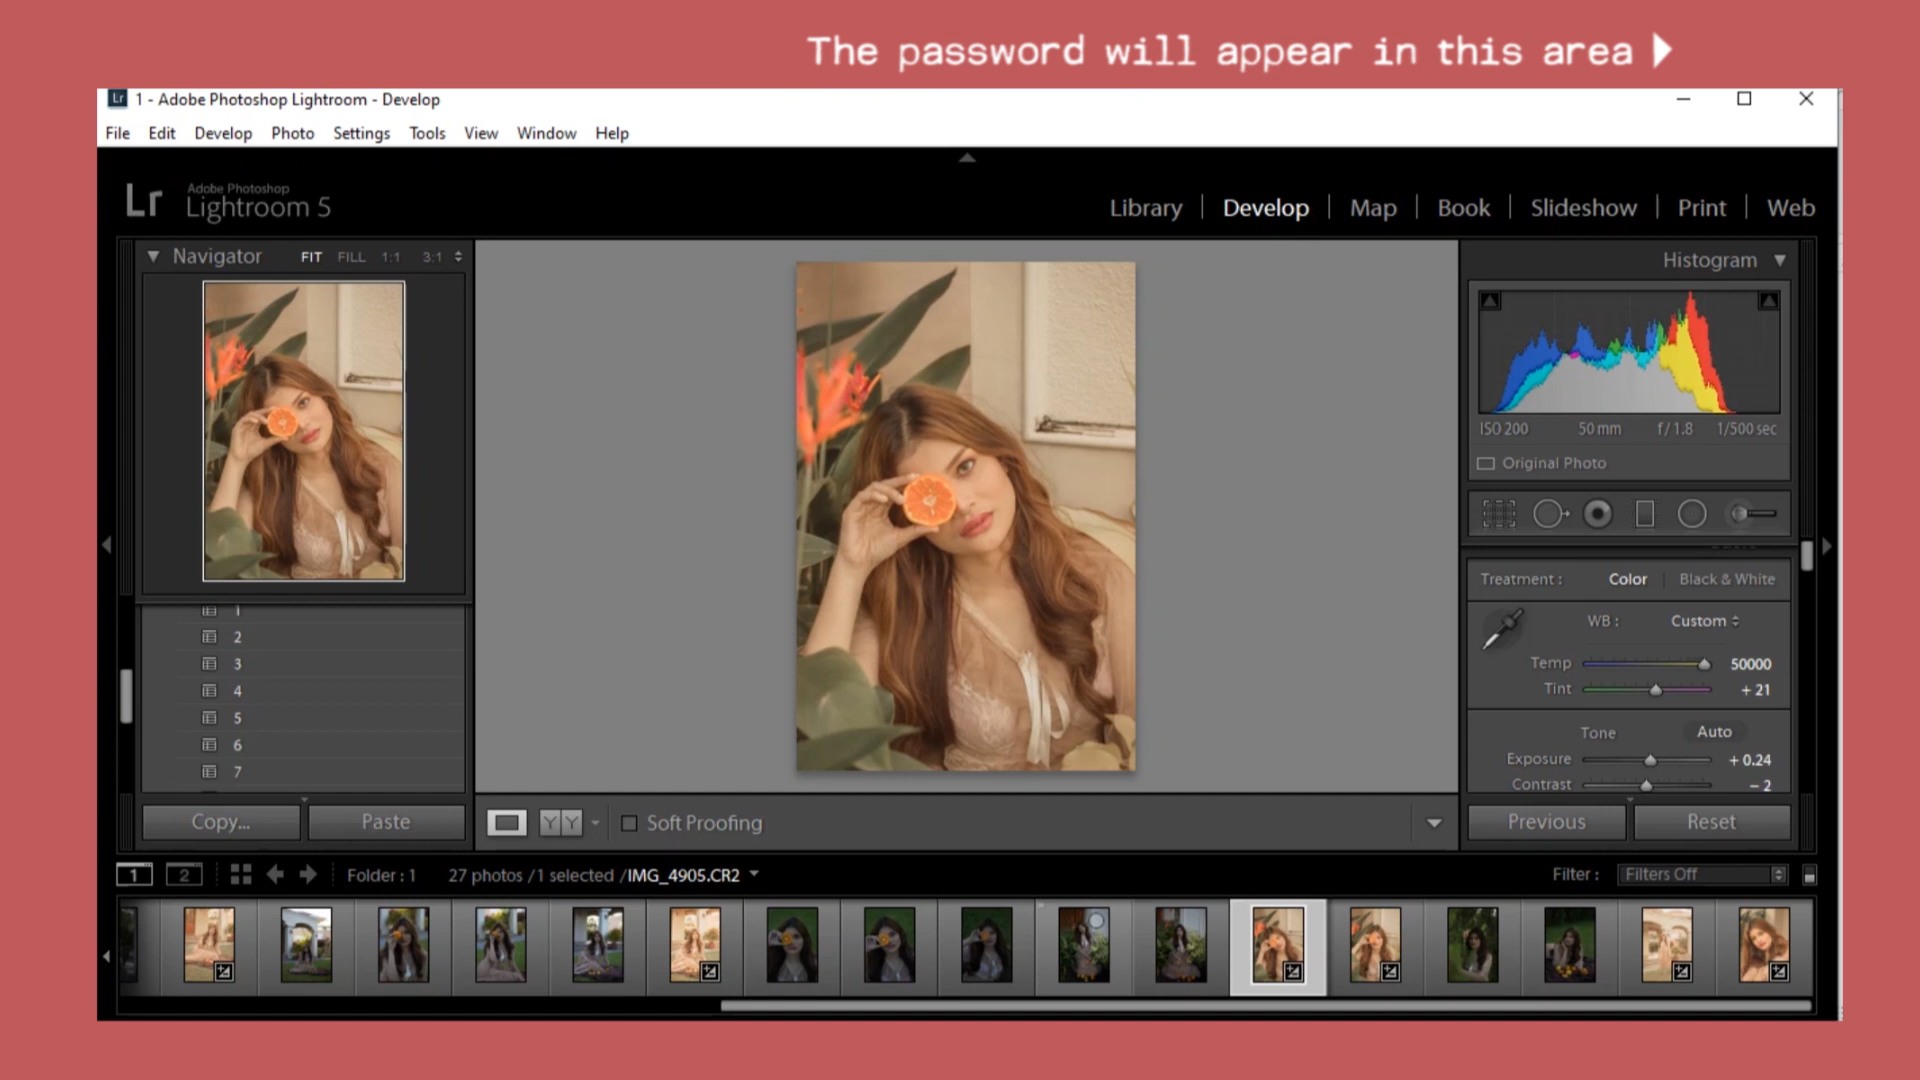 The password will appear in this area
Lr 1 - Adobe Photoshop Lightroom - Develop
File Edit Develop Photo Settings Tools View Window Help
Lr Adobe Photoshop Lightroom 5
Library | Develop | Map | Book | Slideshow | Print | Web
Navigator FIT FILL 1:1 3:1
Histogram
ISO 200 50 mm f / 1.8 1/500 sec
Original Photo
Treatment : Color Black & White
WB : Custom
Temp 50000
Tint + 21
Tone Auto
Exposure + 0.24
Contrast – 2
1
2
3
4
5
6
7
Copy... Paste
YY Soft Proofing
Previous Reset
1 2 Folder : 1 27 photos / 1 selected / IMG_4905.CR2
Filter : Filters Off